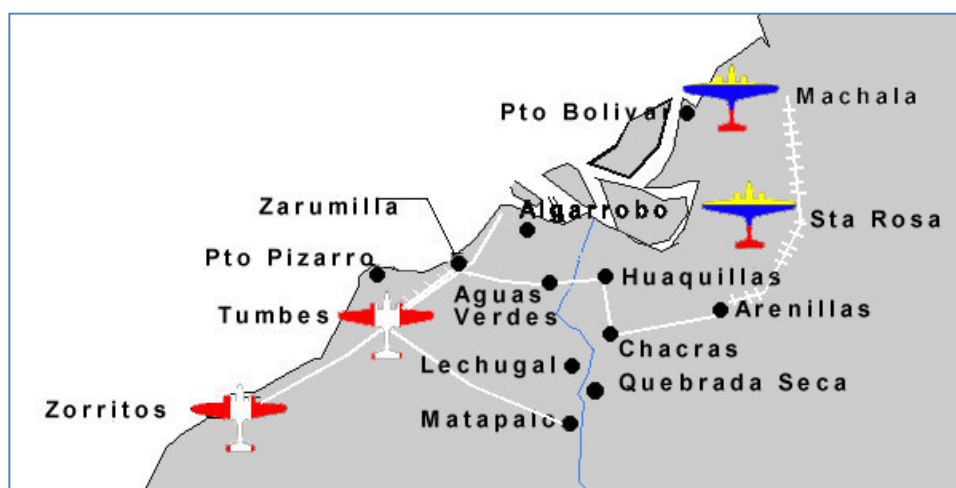 Machala
Pto Bolivar
Zarumilla
Algarrobo
Sta Rosa
Pto Pizarro
Huaquillas
Aguas
Verdes
Tumbes
Arenillas
Chacras
Lechugal
Quebrada Seca
Zorritos
Matapalo